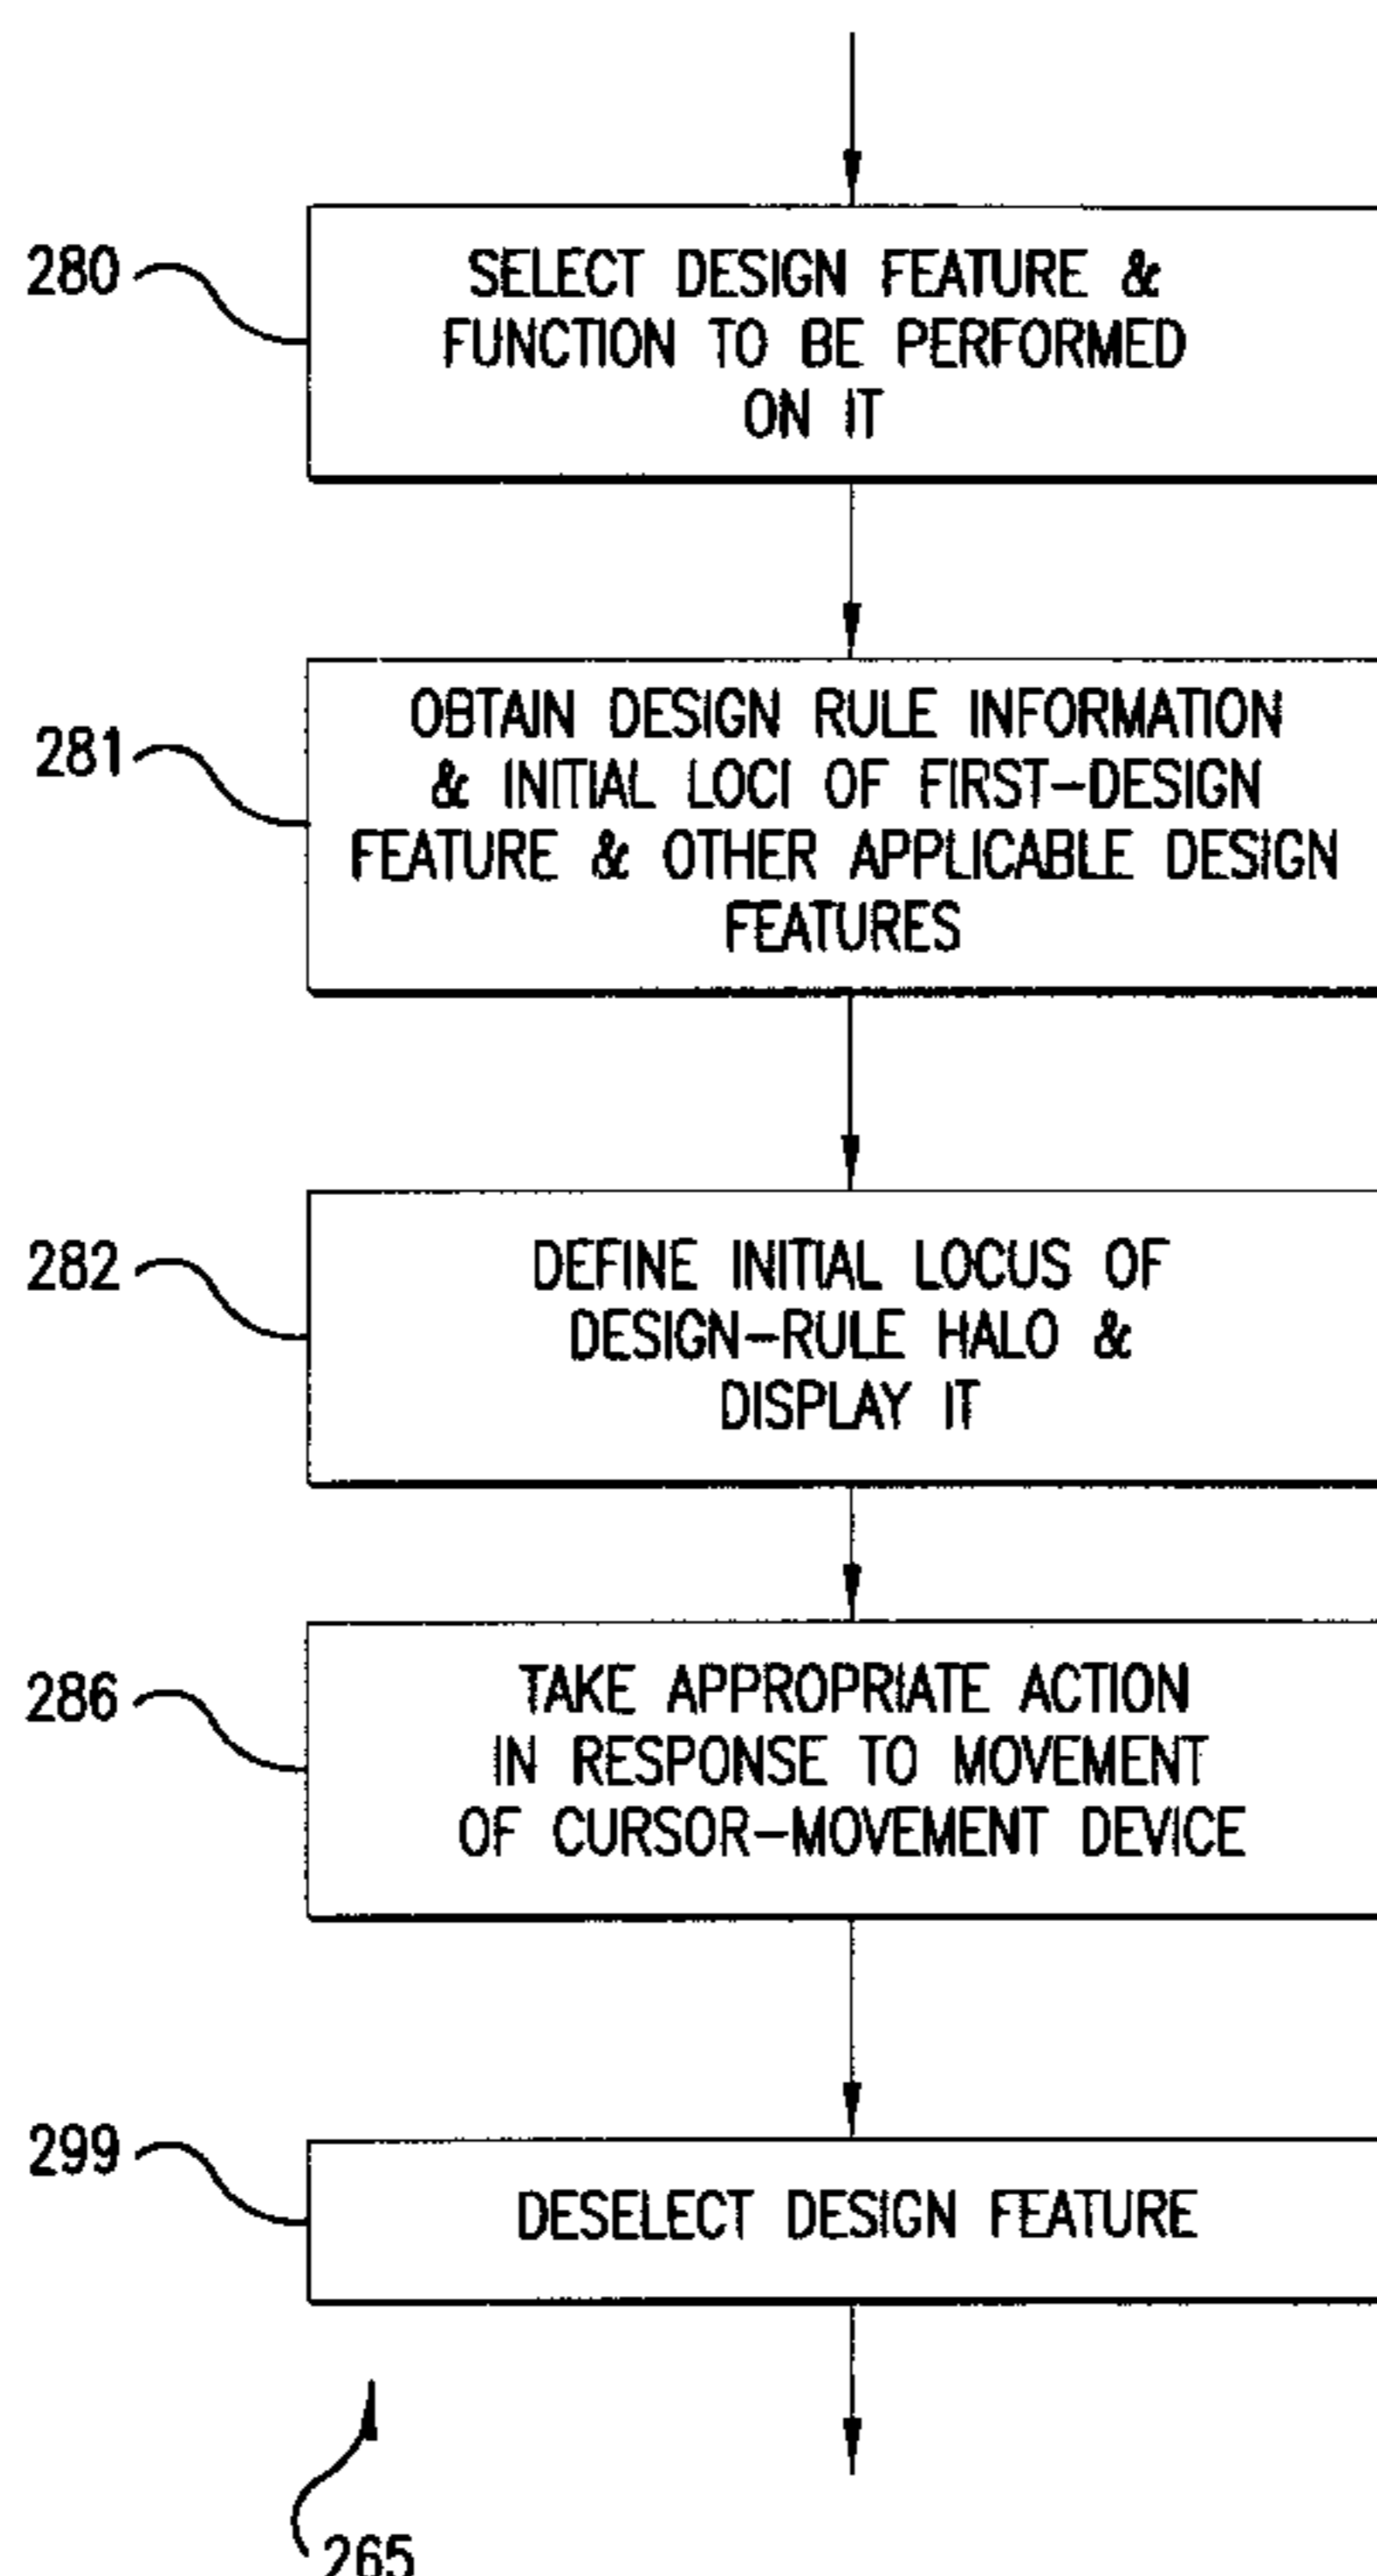 280
SELECT DESIGN FEATURE &
FUNCTION TO BE PERFORMED
ON IT
281
OBTAIN DESIGN RULE INFORMATION
& INITIAL LOCI OF FIRST-DESIGN
FEATURE & OTHER APPLICABLE DESIGN
FEATURES
282
DEFINE INITIAL LOCUS OF
DESIGN-RULE HALO &
DISPLAY IT
286
TAKE APPROPRIATE ACTION
IN RESPONSE TO MOVEMENT
OF CURSOR-MOVEMENT DEVICE
299
DESELECT DESIGN FEATURE
265